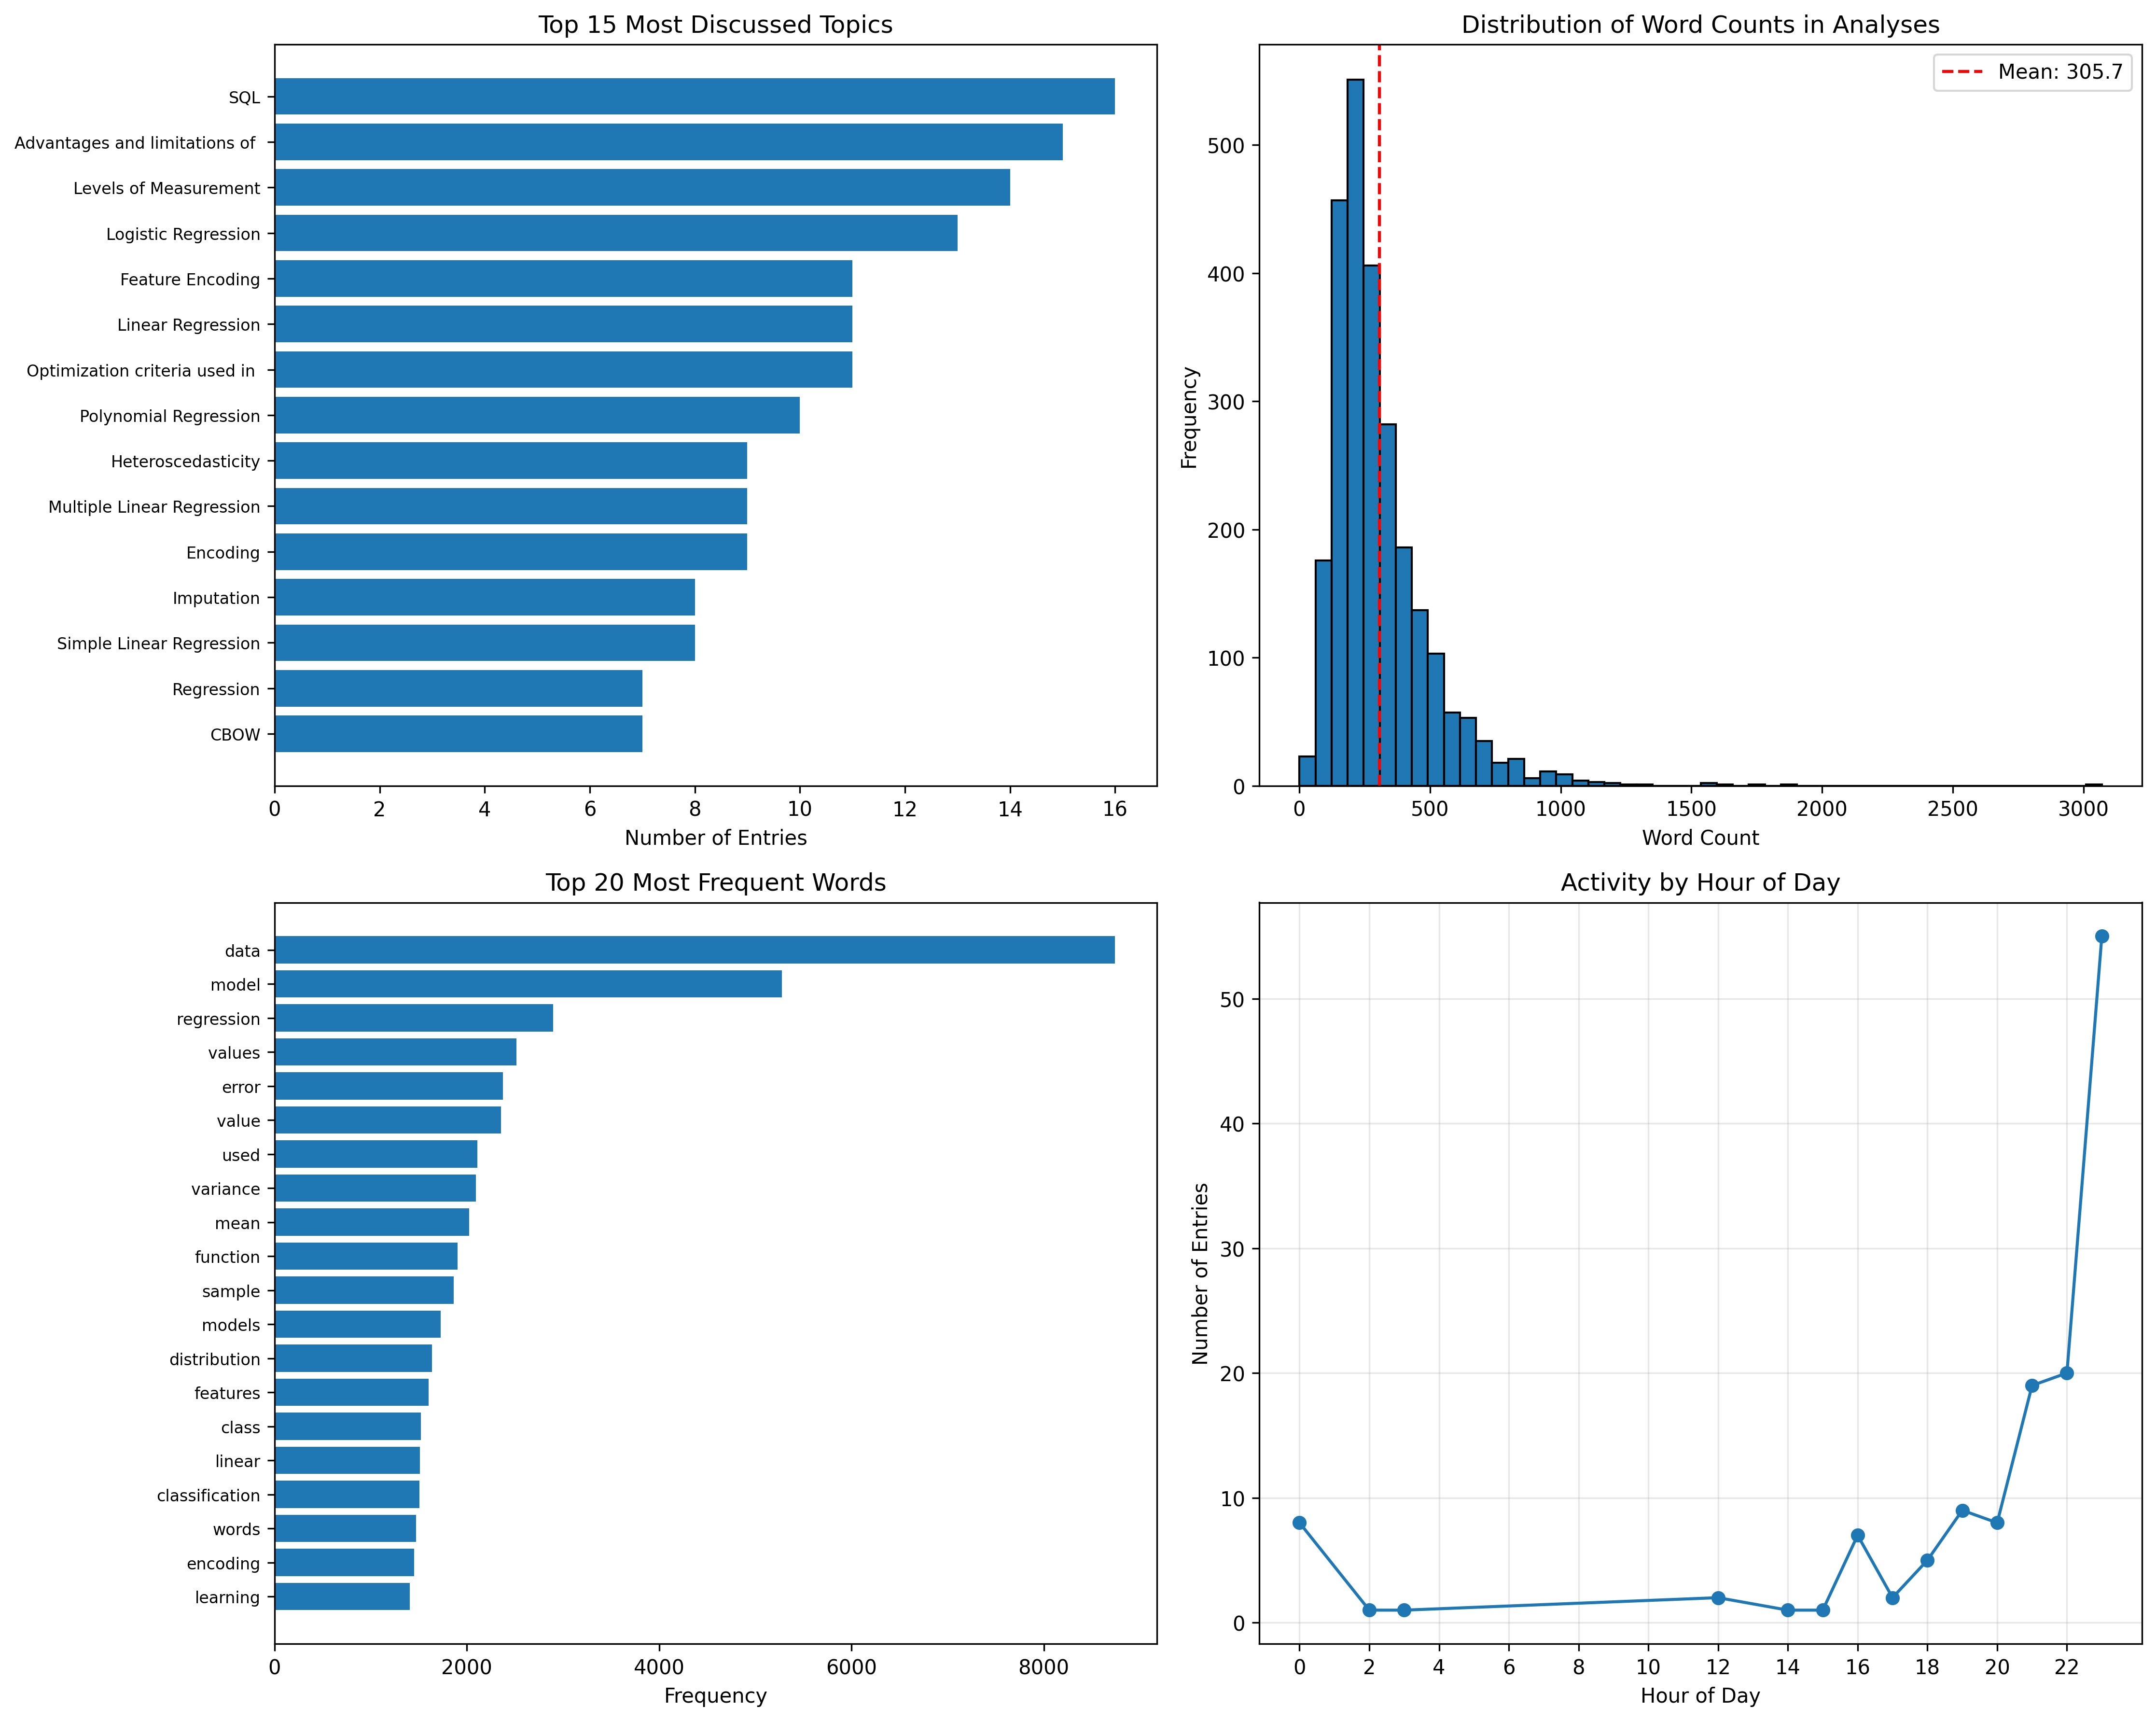 Top 15 Most Discussed Topics
SQL
Advantages and limitations of
Levels of Measurement
Logistic Regression
Feature Encoding
Linear Regression
Optimization criteria used in
Polynomial Regression
Heteroscedasticity
Multiple Linear Regression
Encoding
Imputation
Simple Linear Regression
Regression
CBOW
0 2 4 6 8 10 12 14 16
Number of Entries
Distribution of Word Counts in Analyses
Mean: 305.7
Frequency
500
400
300
200
100
0
0 500 1000 1500 2000 2500 3000
Word Count
Top 20 Most Frequent Words
data
model
regression
values
error
value
used
variance
mean
function
sample
models
distribution
features
class
linear
classification
words
encoding
learning
0 2000 4000 6000 8000
Frequency
Activity by Hour of Day
Number of Entries
50
40
30
20
10
0
0 2 4 6 8 10 12 14 16 18 20 22
Hour of Day